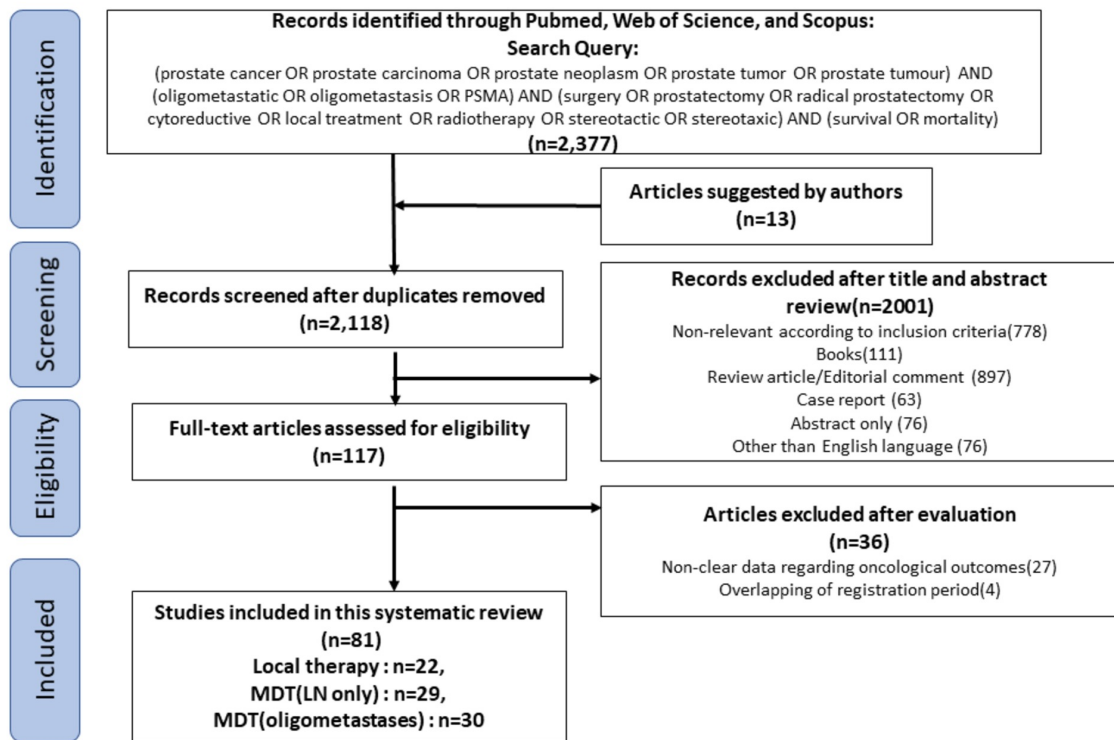 Identification
Records identified through Pubmed, Web of Science, and Scopus:
Search Query:
(prostate cancer OR prostate carcinoma OR prostate neoplasm OR prostate tumor OR prostate tumour) AND
(oligometastatic OR oligometastasis OR PSMA) AND (surgery OR prostatectomy OR radical prostatectomy OR
cytoreductive OR local treatment OR radiotherapy OR stereotactic OR stereotaxic) AND (survival OR mortality)
(n=2,377)
Articles suggested by authors
(n=13)
Screening
Records screened after duplicates removed
(n=2,118)
Records excluded after title and abstract
review(n=2001)
Non-relevant according to inclusion criteria(778)
Books(111)
Review article/Editorial comment (897)
Case report (63)
Abstract only (76)
Other than English language (76)
Eligibility
Full-text articles assessed for eligibility
(n=117)
Articles excluded after evaluation
(n=36)
Non-clear data regarding oncological outcomes(27)
Overlapping of registration period(4)
Included
Studies included in this systematic review
(n=81)
Local therapy : n=22,
MDT(LN only) : n=29,
MDT(oligometastases) : n=30